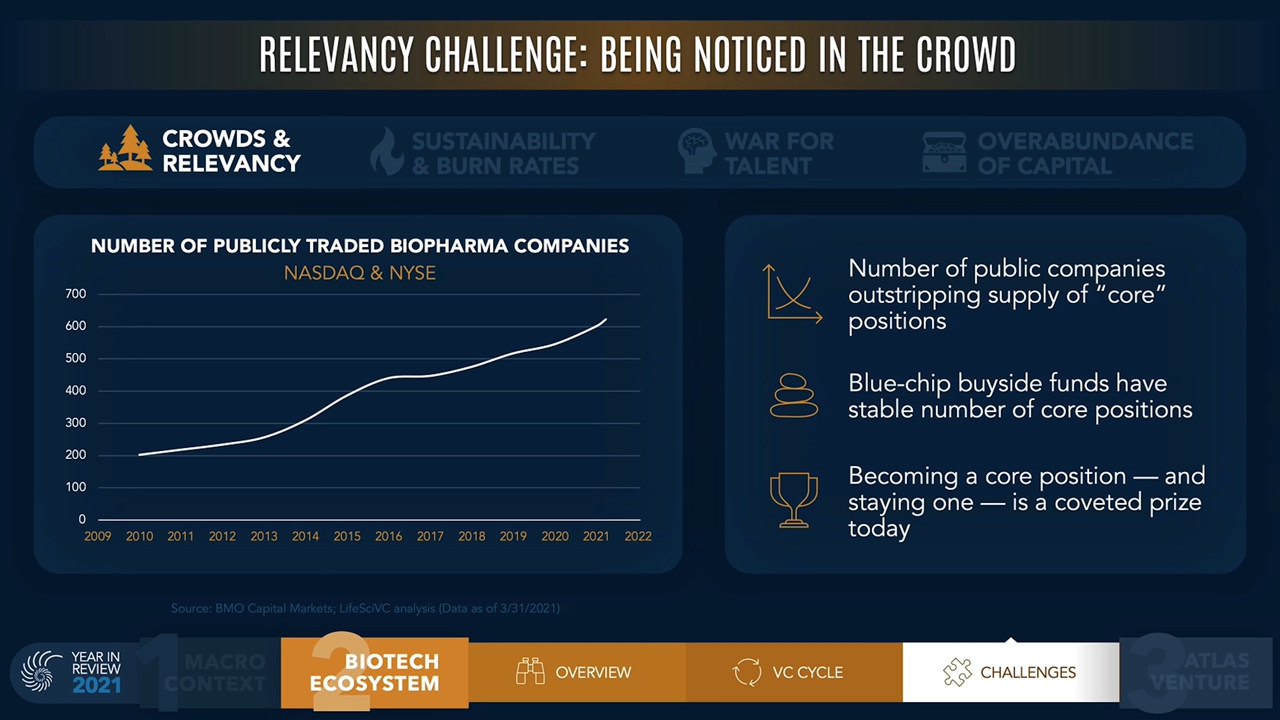 RELEVANCY CHALLENGE: BEING NOTICED IN THE CROWD
CROWDS &
RELEVANCY
SUSTAINABILITY
& BURN RATES
WAR FOR
TALENT
OVERABUNDANCE
OF CAPITAL
NUMBER OF PUBLICLY TRADED BIOPHARMA COMPANIES
NASDAQ & NYSE
700
600
500
400
300
200
100
0
2009 2010 2011 2012 2013 2014 2015 2016 2017 2018 2019 2020 2021 2022
Number of public companies
outstripping supply of “core”
positions
Blue-chip buyside funds have
stable number of core positions
Becoming a core position — and
staying one — is a coveted prize
today
Source: BMO Capital Markets; LifeSciVC analysis (Data as of 3/31/2021)
YEAR IN
REVIEW
2021
1
MACRO
CONTEXT
2
BIOTECH
ECOSYSTEM
OVERVIEW
VC CYCLE
CHALLENGES
3
ATLAS
VENTURE